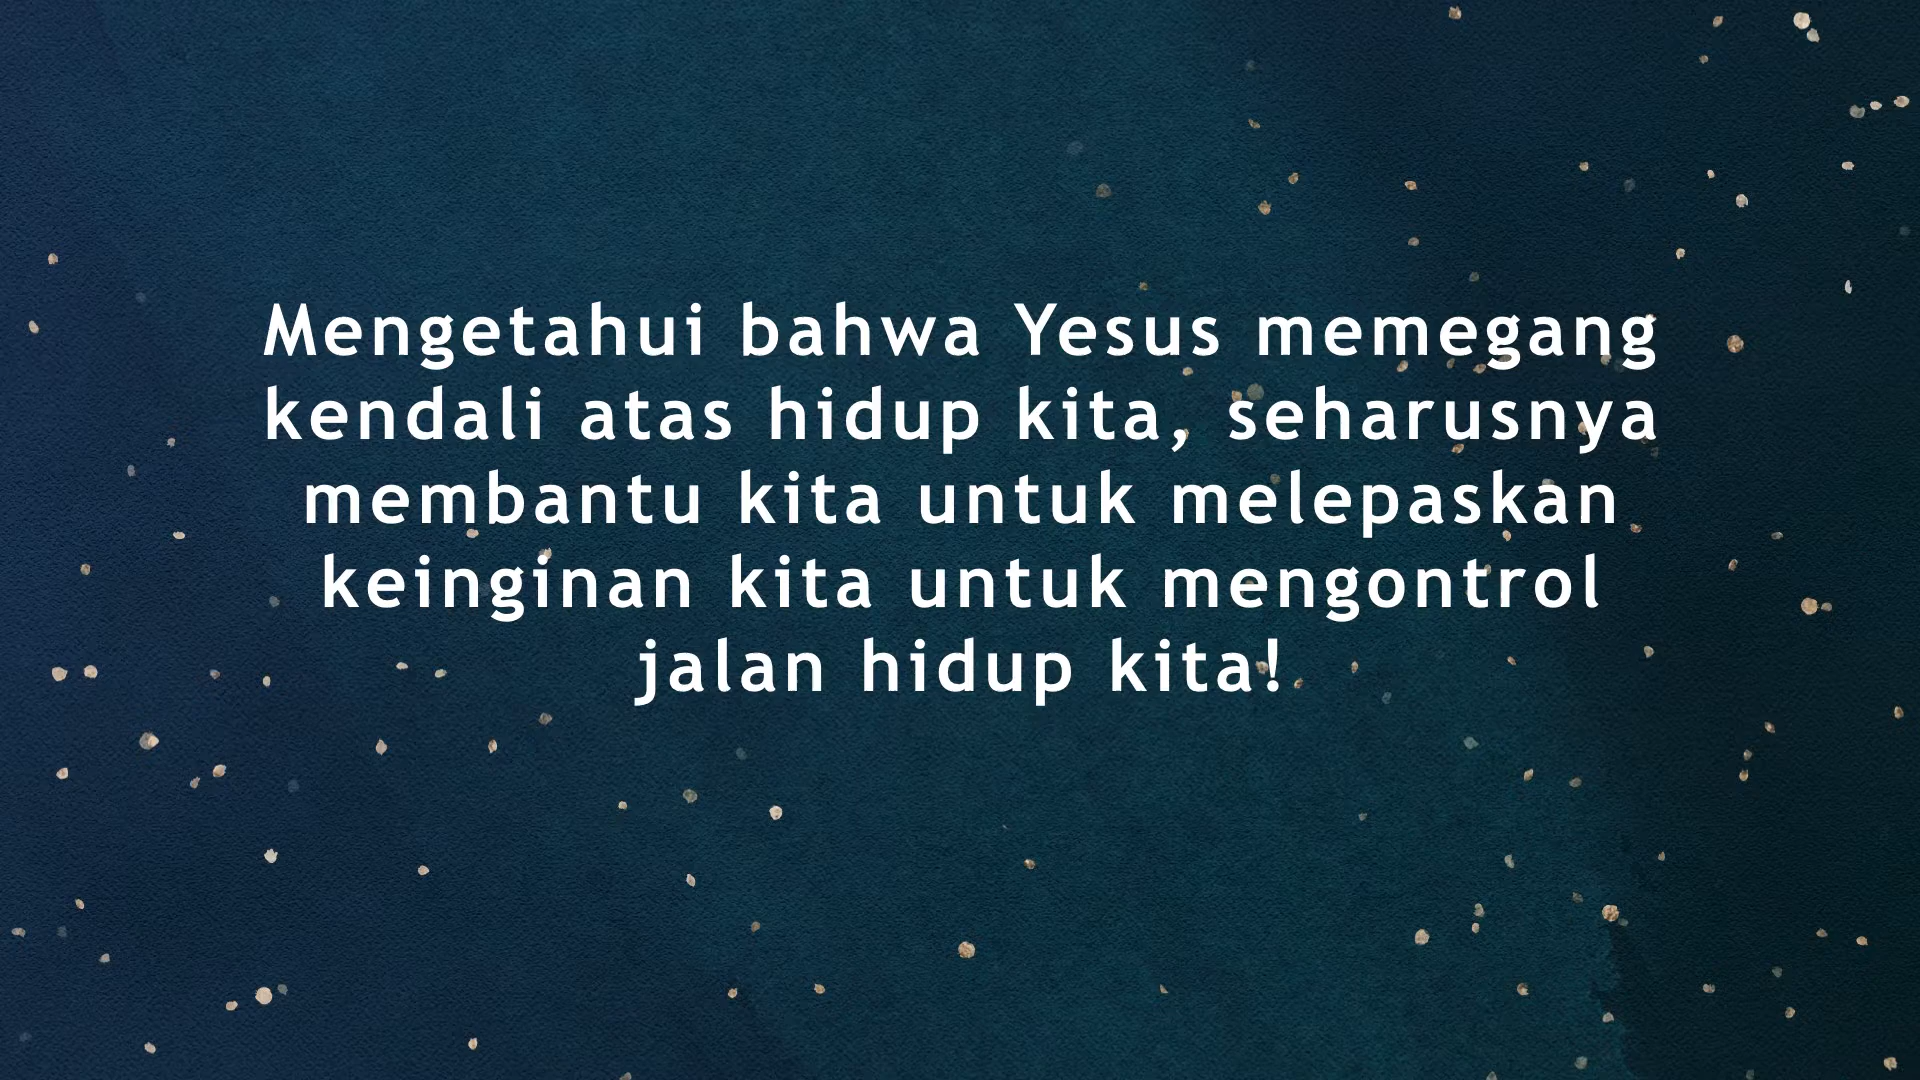 Mengetahui bahwa Yesus memegang
kendali atas hidup kita, seharusnya
membantu kita untuk melepaskan
keinginan kita untuk mengontrol
jalan hidup kita!